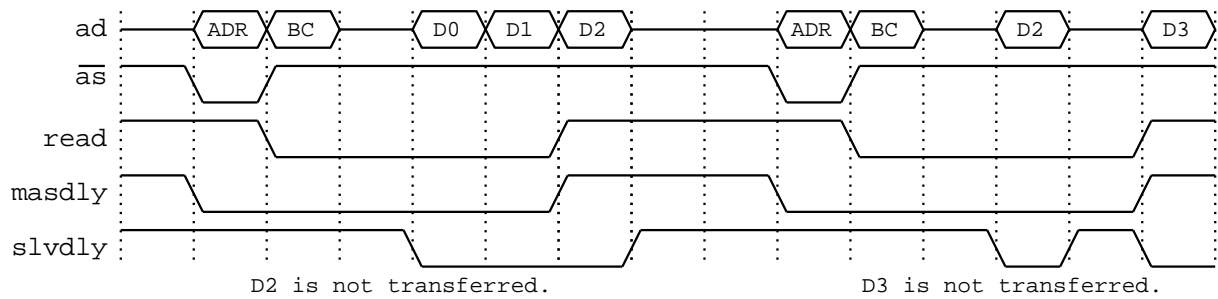 ad ADR BC D0 D1 D2 ADR BC D2 D3
as
read
masdly
slvdly
D2 is not transferred. D3 is not transferred.